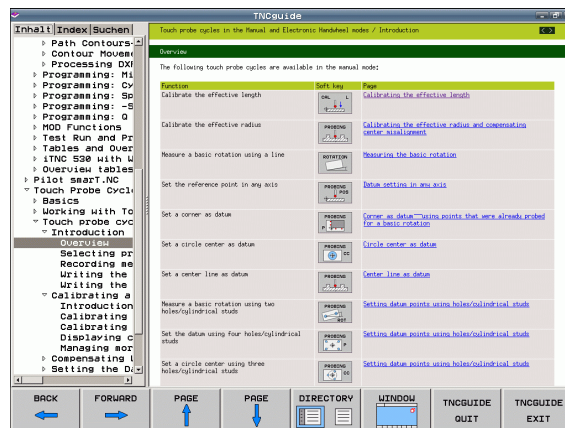 TNCguide
Inhalt Index Suchen
Path Contours-
Contour Moveme
Processing DXF
Programming: Mi
Programming: Cy
Programming: Sp
Programming: -S
Programming: Q
MOD Functions
Test Run and Pr
Tables and Over
iTNC 530 with W
Overview tables
Pilot smarT.NC
Touch Probe Cycl
Basics
Working with To
Touch probe cyc
Introduction
Overview
Selecting pr
Recording me
Writing the
Writing the
Calibrating a
Introduction
Calibrating
Calibrating
Displaying c
Managing mor
Compensating W
Setting the Da
Touch probe cycles in the Manual and Electronic Handwheel modes / Introduction
Overview
The following touch probe cycles are available in the manual mode:
Function Soft key Page
Calibrate the effective length CAL L Calibrating the effective length
Calibrate the effective radius PROBING Calibrating the effective radius and compensating
center misalignment
Measure a basic rotation using a line PROBING ROTATION Measuring the basic rotation
Set the reference point in any axis PROBING POS Datum setting in any axis
Set a corner as datum PROBING P Corner as datum—using points that were already probed
for a basic rotation
Set a circle center as datum PROBING CC Circle center as datum
Set a center line as datum PROBING Center line as datum
Measure a basic rotation using two
holes/cylindrical studs PROBING ROT Setting datum points using holes/cylindrical studs
Set the datum using four holes/cylindrical
studs PROBING P Setting datum points using holes/cylindrical studs
Set a circle center using three
holes/cylindrical studs PROBING CC Setting datum points using holes/cylindrical studs
BACK
FORWARD
PAGE
PAGE
DIRECTORY
WINDOW
TNCGUIDE
QUIT
TNCGUIDE
EXIT